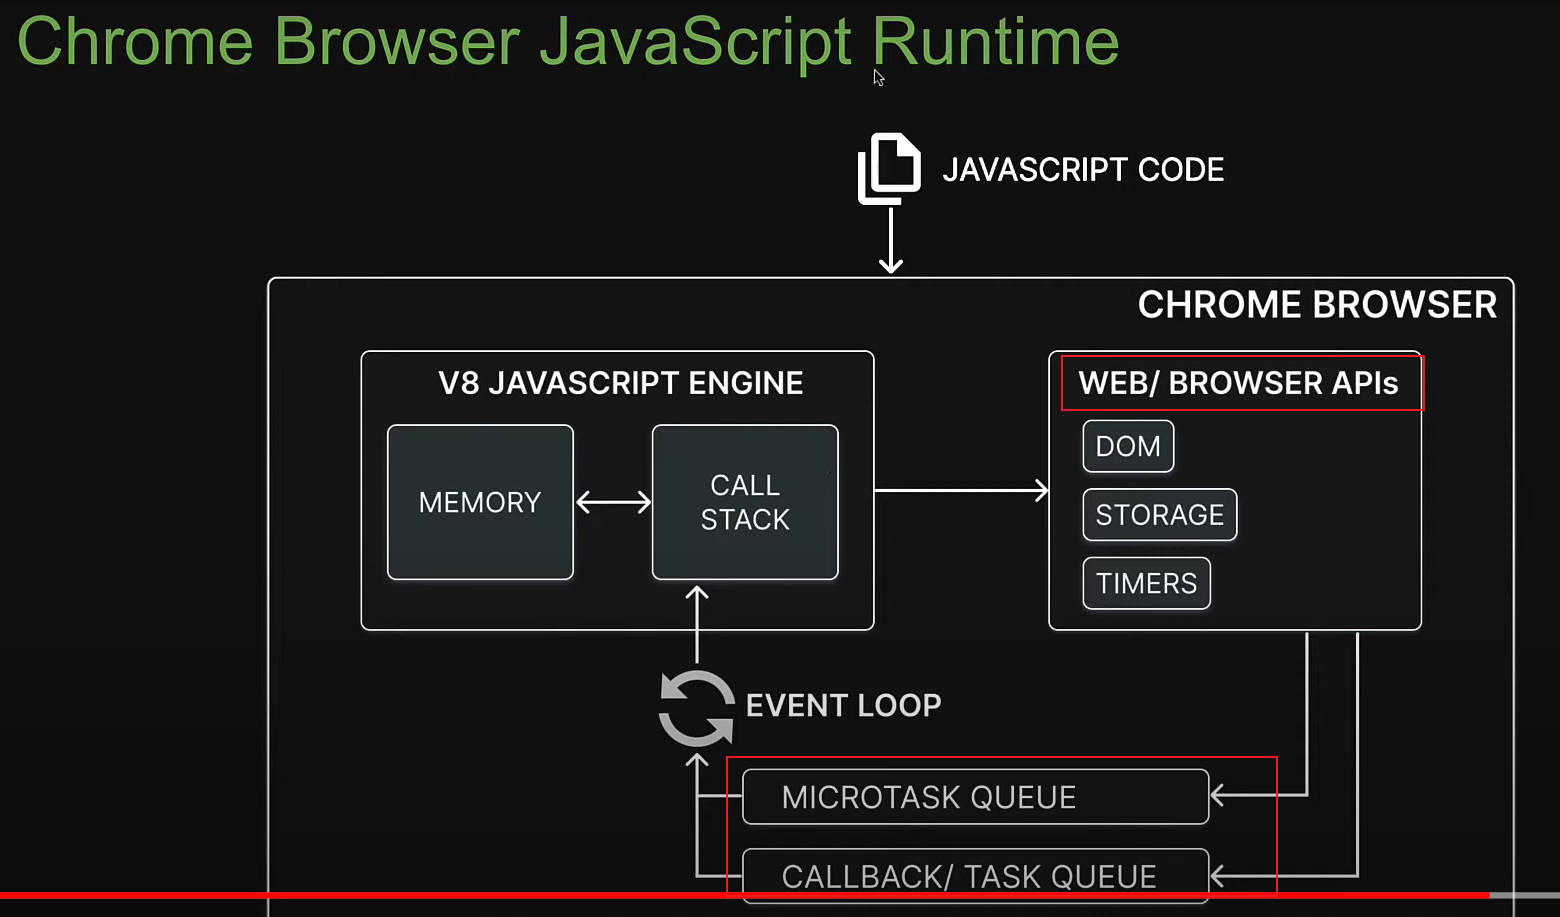 Chrome Browser JavaScript Runtime
JAVASCRIPT CODE
CHROME BROWSER
V8 JAVASCRIPT ENGINE
MEMORY
CALL
STACK
WEB/ BROWSER APIs
DOM
STORAGE
TIMERS
EVENT LOOP
MICROTASK QUEUE
CALLBACK/ TASK QUEUE